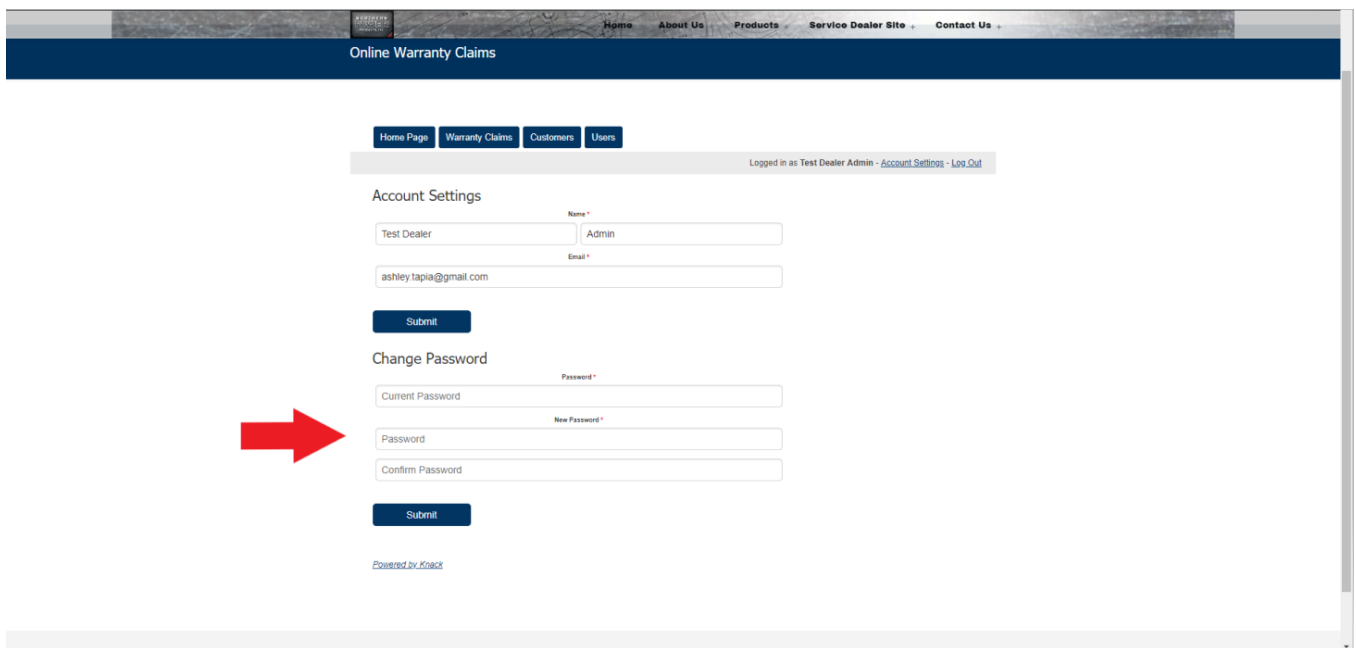 Home About Us Products + Service Dealer Site + Contact Us +
Online Warranty Claims
Home Page Warranty Claims Customers Users
Logged in as Test Dealer Admin - Account Settings - Log Out
Account Settings
Name *
Test Dealer Admin
Email *
ashley.tapia@gmail.com
Submit
Change Password
Password *
Current Password
New Password *
Password
Confirm Password
Submit
Powered by Knack